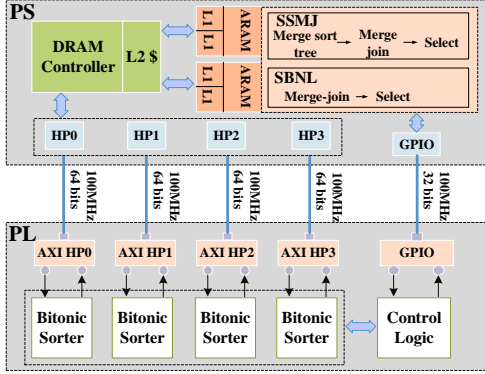 PS
DRAM
Controller
L2 $
L1
L1
ARAM
L1
L1
ARAM
SSMJ
Merge sort
tree
Merge
join
Select
SBNL
Merge-join
Select
HP0
HP1
HP2
HP3
GPIO
100MHz
64 bits
100MHz
64 bits
100MHz
64 bits
100MHz
64 bits
100MHz
32 bits
PL
AXI HP0
AXI HP1
AXI HP2
AXI HP3
GPIO
Bitonic
Sorter
Bitonic
Sorter
Bitonic
Sorter
Bitonic
Sorter
Control
Logic